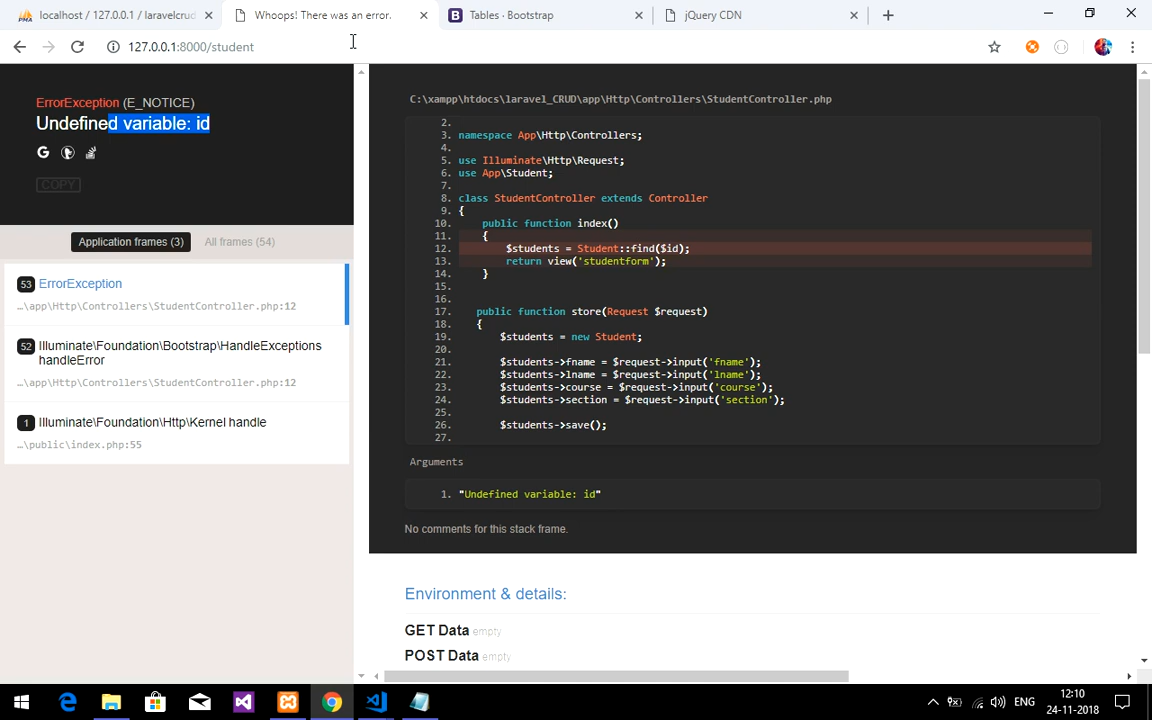 localhost / 127.0.0.1 / laravelcrud
Whoops! There was an error.
Tables · Bootstrap
jQuery CDN
127.0.0.1:8000/student
ErrorException (E_NOTICE)
Undefined variable: id
COPY
Application frames (3)
All frames (54)
53 ErrorException
…\app\Http\Controllers\StudentController.php:12
52 Illuminate\Foundation\Bootstrap\HandleExceptions
handleError
…\app\Http\Controllers\StudentController.php:12
1 Illuminate\Foundation\Http\Kernel handle
…\public\index.php:55
C:\xampp\htdocs\laravel_CRUD\app\Http\Controllers\StudentController.php
2.
3. namespace App\Http\Controllers;
4.
5. use Illuminate\Http\Request;
6. use App\Student;
7.
8. class StudentController extends Controller
9. {
10. public function index()
11. {
12. $students = Student::find($id);
13. return view('studentform');
14. }
15.
16.
17. public function store(Request $request)
18. {
19. $students = new Student;
20.
21. $students->fname = $request->input('fname');
22. $students->lname = $request->input('lname');
23. $students->course = $request->input('course');
24. $students->section = $request->input('section');
25.
26. $students->save();
27.
Arguments
1. "Undefined variable: id"
No comments for this stack frame.
Environment & details:
GET Data empty
POST Data empty
ENG
12:10
24-11-2018